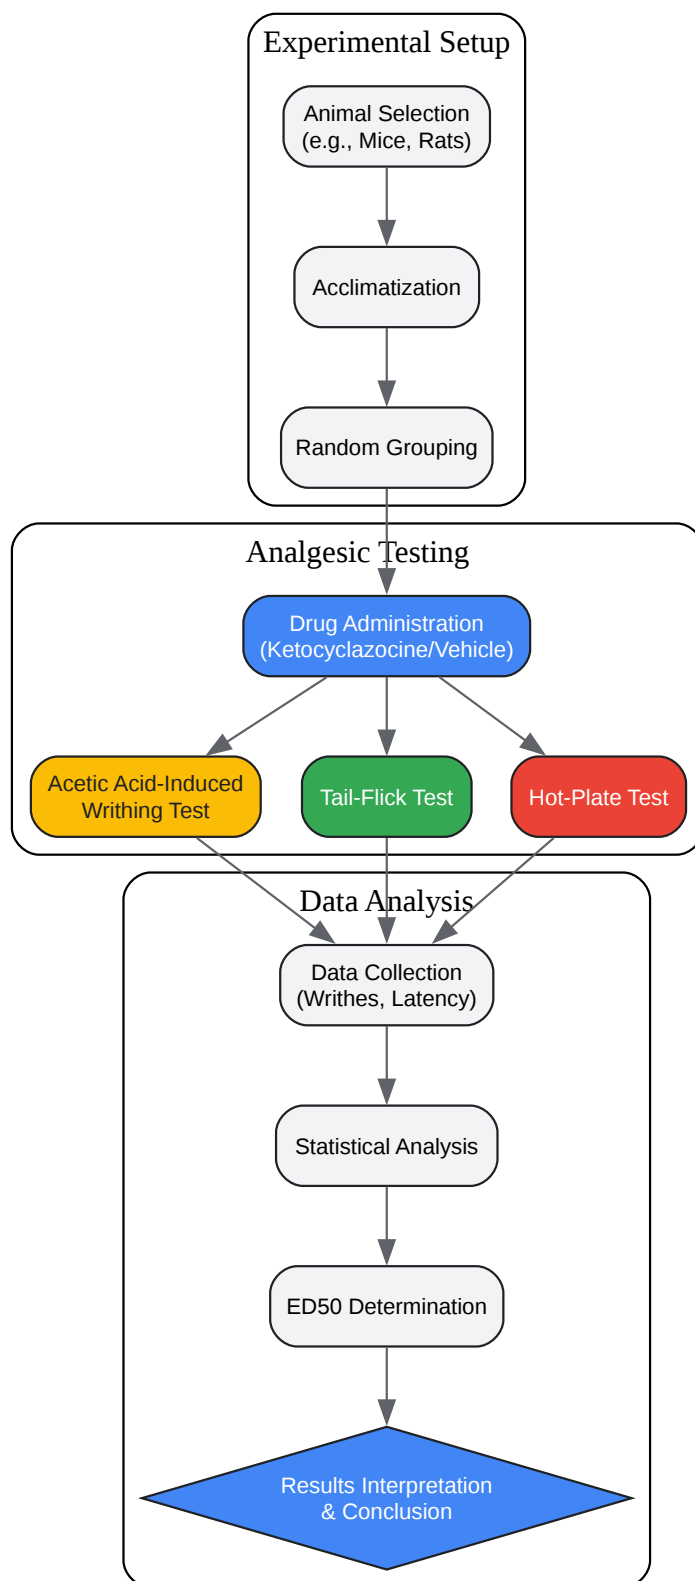 Experimental Setup
Animal Selection
(e.g., Mice, Rats)
Acclimatization
Random Grouping
Analgesic Testing
Drug Administration
(Ketocyclazocine/Vehicle)
Acetic Acid-Induced
Writhing Test
Tail-Flick Test
Hot-Plate Test
Data Analysis
Data Collection
(Writhes, Latency)
Statistical Analysis
ED50 Determination
Results Interpretation
& Conclusion